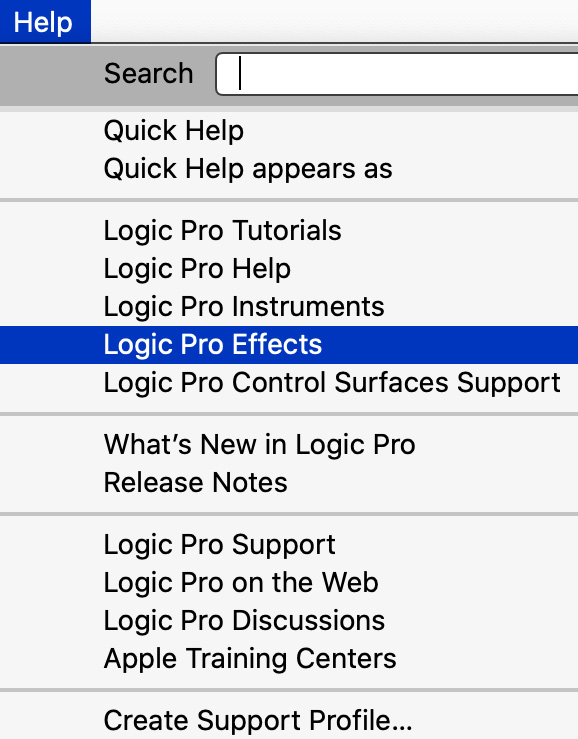 Help
Search
Quick Help
Quick Help appears as
Logic Pro Tutorials
Logic Pro Help
Logic Pro Instruments
Logic Pro Effects
Logic Pro Control Surfaces Support
What’s New in Logic Pro
Release Notes
Logic Pro Support
Logic Pro on the Web
Logic Pro Discussions
Apple Training Centers
Create Support Profile...